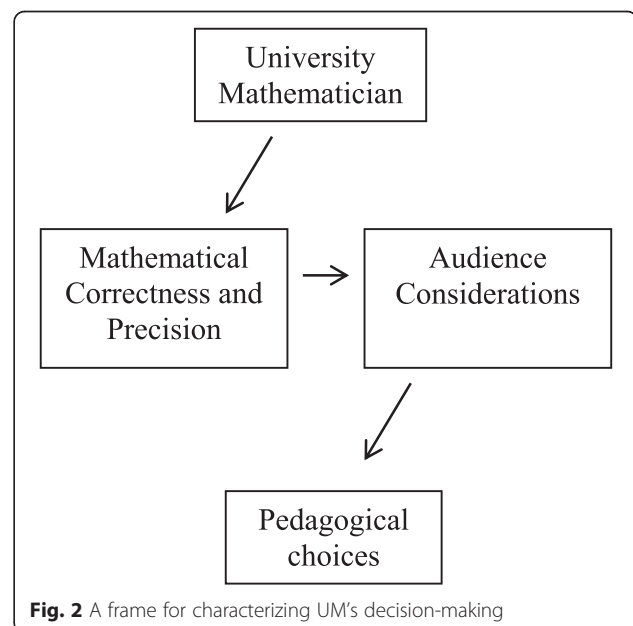 University
Mathematician
Mathematical
Correctness and
Precision
Audience
Considerations
Pedagogical
choices
Fig. 2 A frame for characterizing UM's decision-making